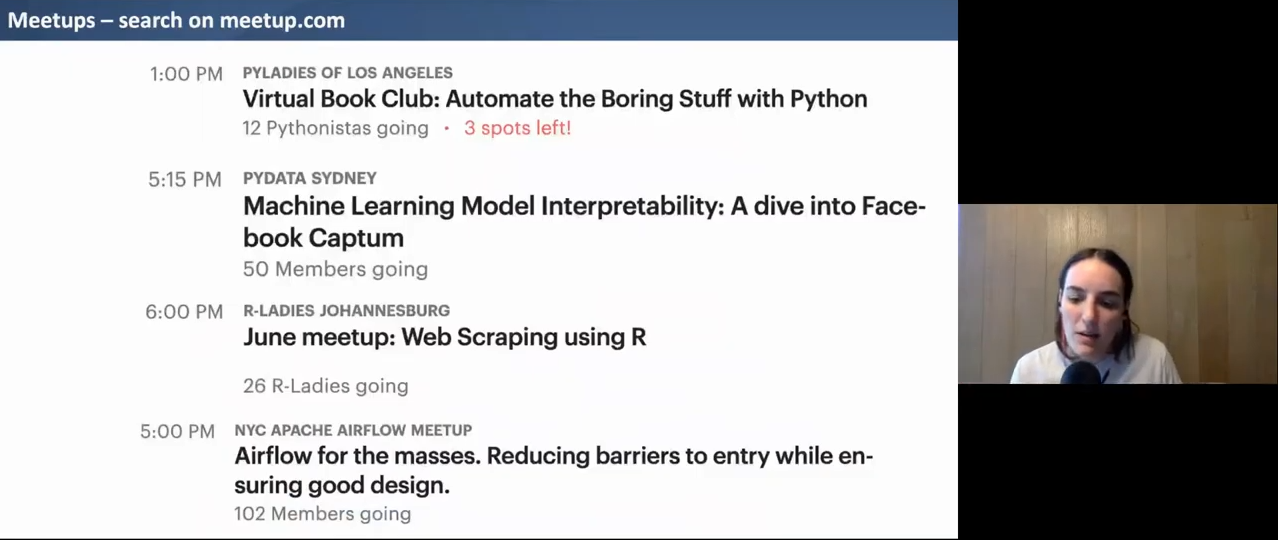 Meetups – search on meetup.com
1:00 PM PYLADIES OF LOS ANGELES
Virtual Book Club: Automate the Boring Stuff with Python
12 Pythonistas going • 3 spots left!
5:15 PM PYDATA SYDNEY
Machine Learning Model Interpretability: A dive into Face-
book Captum
50 Members going
6:00 PM R-LADIES JOHANNESBURG
June meetup: Web Scraping using R
26 R-Ladies going
5:00 PM NYC APACHE AIRFLOW MEETUP
Airflow for the masses. Reducing barriers to entry while en-
suring good design.
102 Members going